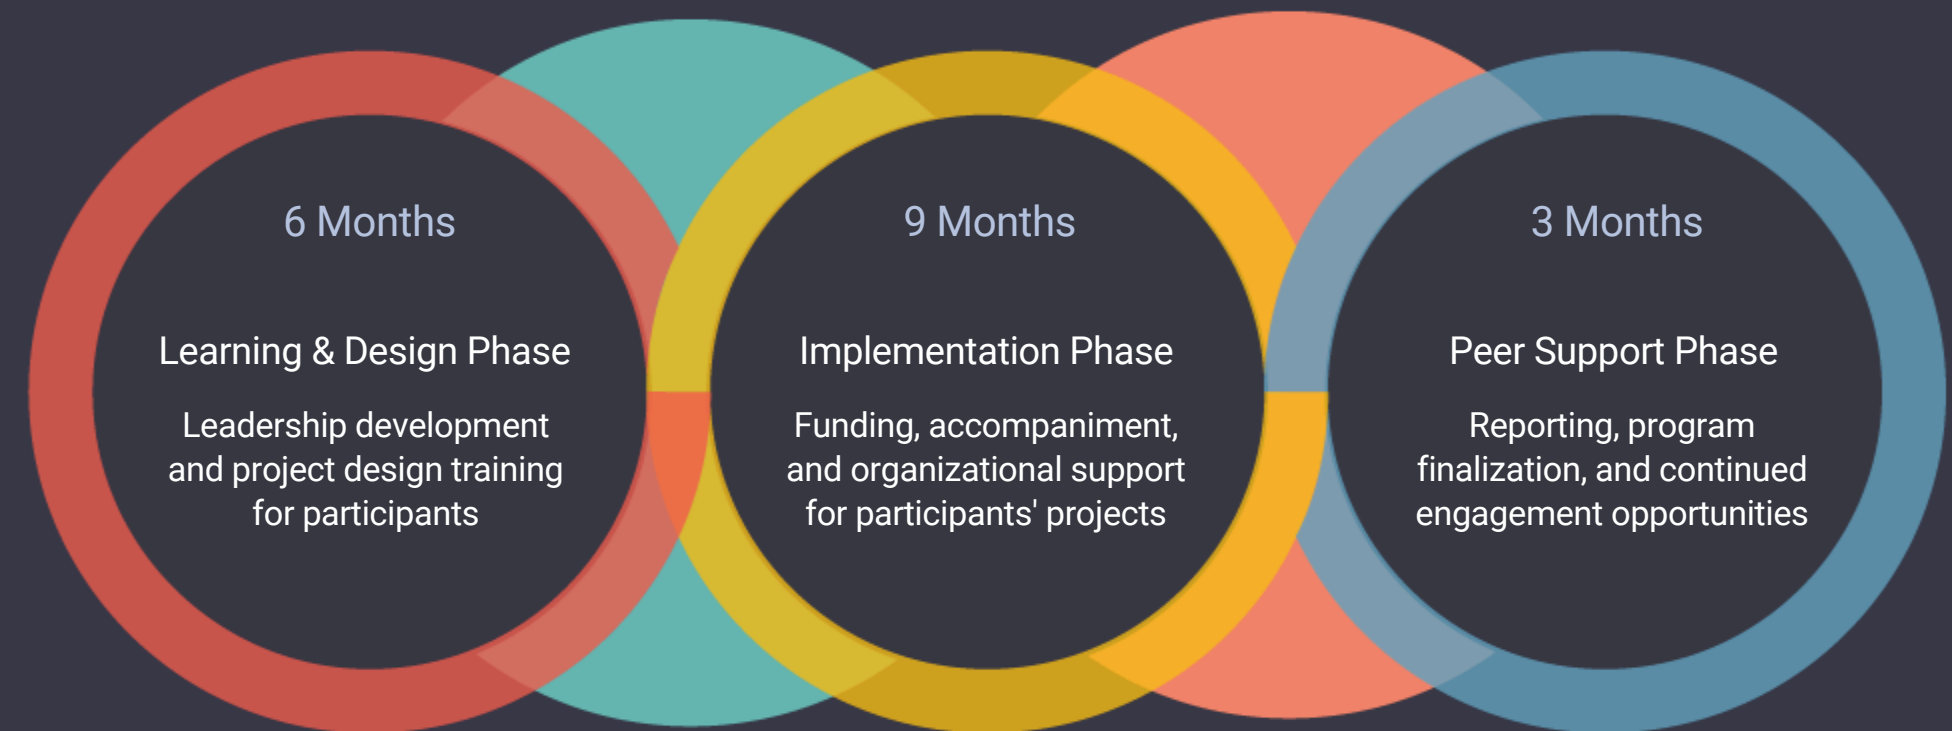 6 Months
Learning & Design Phase
Leadership development
and project design training
for participants
9 Months
Implementation Phase
Funding, accompaniment,
and organizational support
for participants' projects
3 Months
Peer Support Phase
Reporting, program
finalization, and continued
engagement opportunities